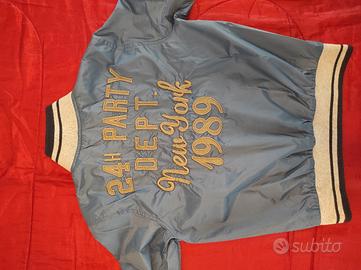 24H PARTY
DEPT.
New York
1989
subito